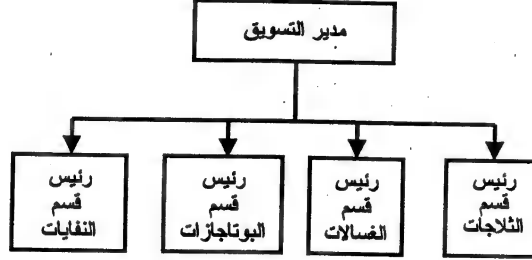 مدير التسويق
رئيس
قسم
الثلاجات
رئيس
قسم
الغسالات
رئيس
قسم
البوتاجازات
رئيس
قسم
النفايات